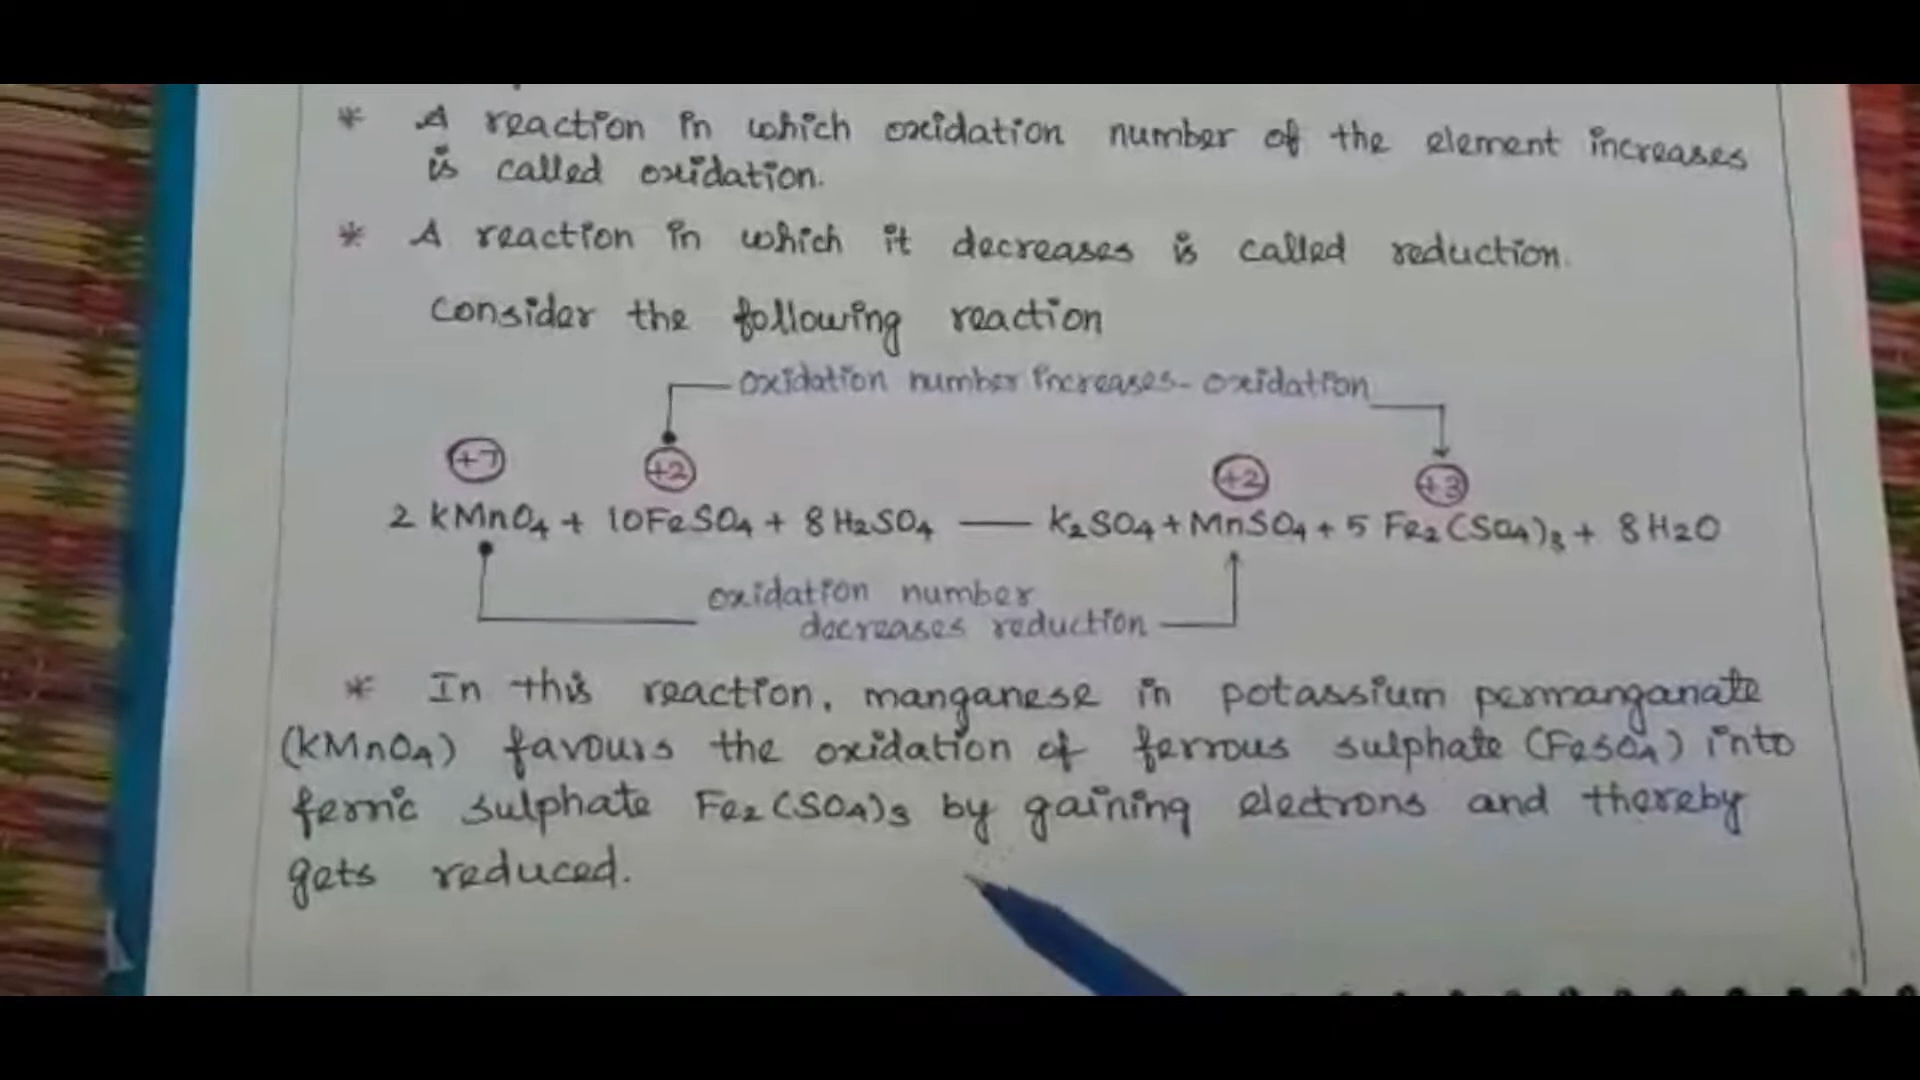 * A reaction in which oxidation number of the element increases
is called oxidation.
* A reaction in which it decreases is called reduction.
Consider the following reaction
oxidation number increases - oxidation
+7 +2 +2 +3
2 KMnO4 + 10FeSO4 + 8 H2SO4 — K2SO4 + MnSO4 + 5 Fe2(SO4)3 + 8 H2O
oxidation number
decreases reduction
* In this reaction, manganese in potassium permanganate
(KMnO4) favours the oxidation of ferrous sulphate (FeSO4) into
ferric sulphate Fe2(SO4)3 by gaining electrons and thereby
gets reduced.